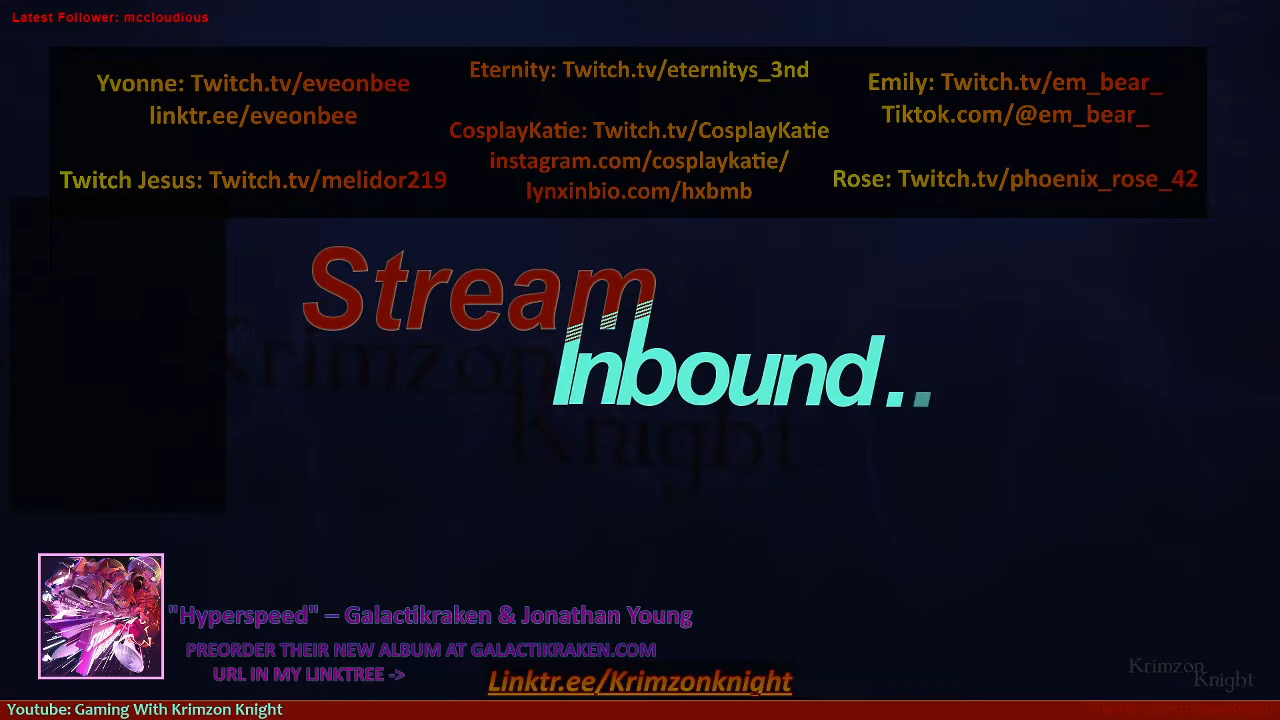 Latest Follower: mccloudious
Yvonne: Twitch.tv/eveonbee
linktr.ee/eveonbee
Twitch Jesus: Twitch.tv/melidor219
Eternity: Twitch.tv/eternitys_3nd
CosplayKatie: Twitch.tv/CosplayKatie
instagram.com/cosplaykatie/
lynxinbio.com/hxbmb
Emily: Twitch.tv/em_bear_
Tiktok.com/@em_bear_
Rose: Twitch.tv/phoenix_rose_42
Stream
Inbound..
Krimzon
Knight
"Hyperspeed" – Galactikraken & Jonathan Young
PREORDER THEIR NEW ALBUM AT GALACTIKRAKEN.COM
URL IN MY LINKTREE ->
Linktr.ee/Krimzonknight
Krimzon
Knight
Youtube: Gaming With Krimzon Knight